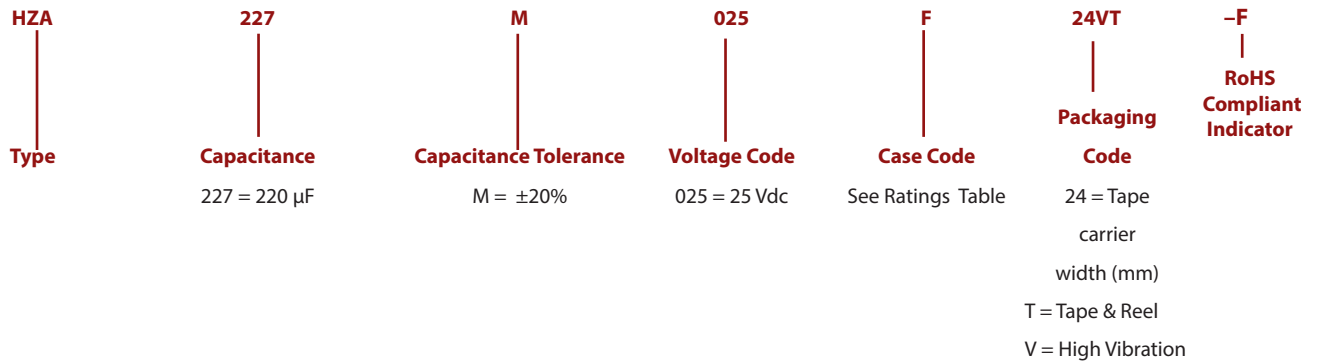 HZA 227 M 025 F 24VT –F
RoHS
Compliant
Indicator
Packaging
Type Capacitance Capacitance Tolerance Voltage Code Case Code Code
227 = 220 µF M = ±20% 025 = 25 Vdc See Ratings Table 24 = Tape
carrier
width (mm)
T = Tape & Reel
V = High Vibration